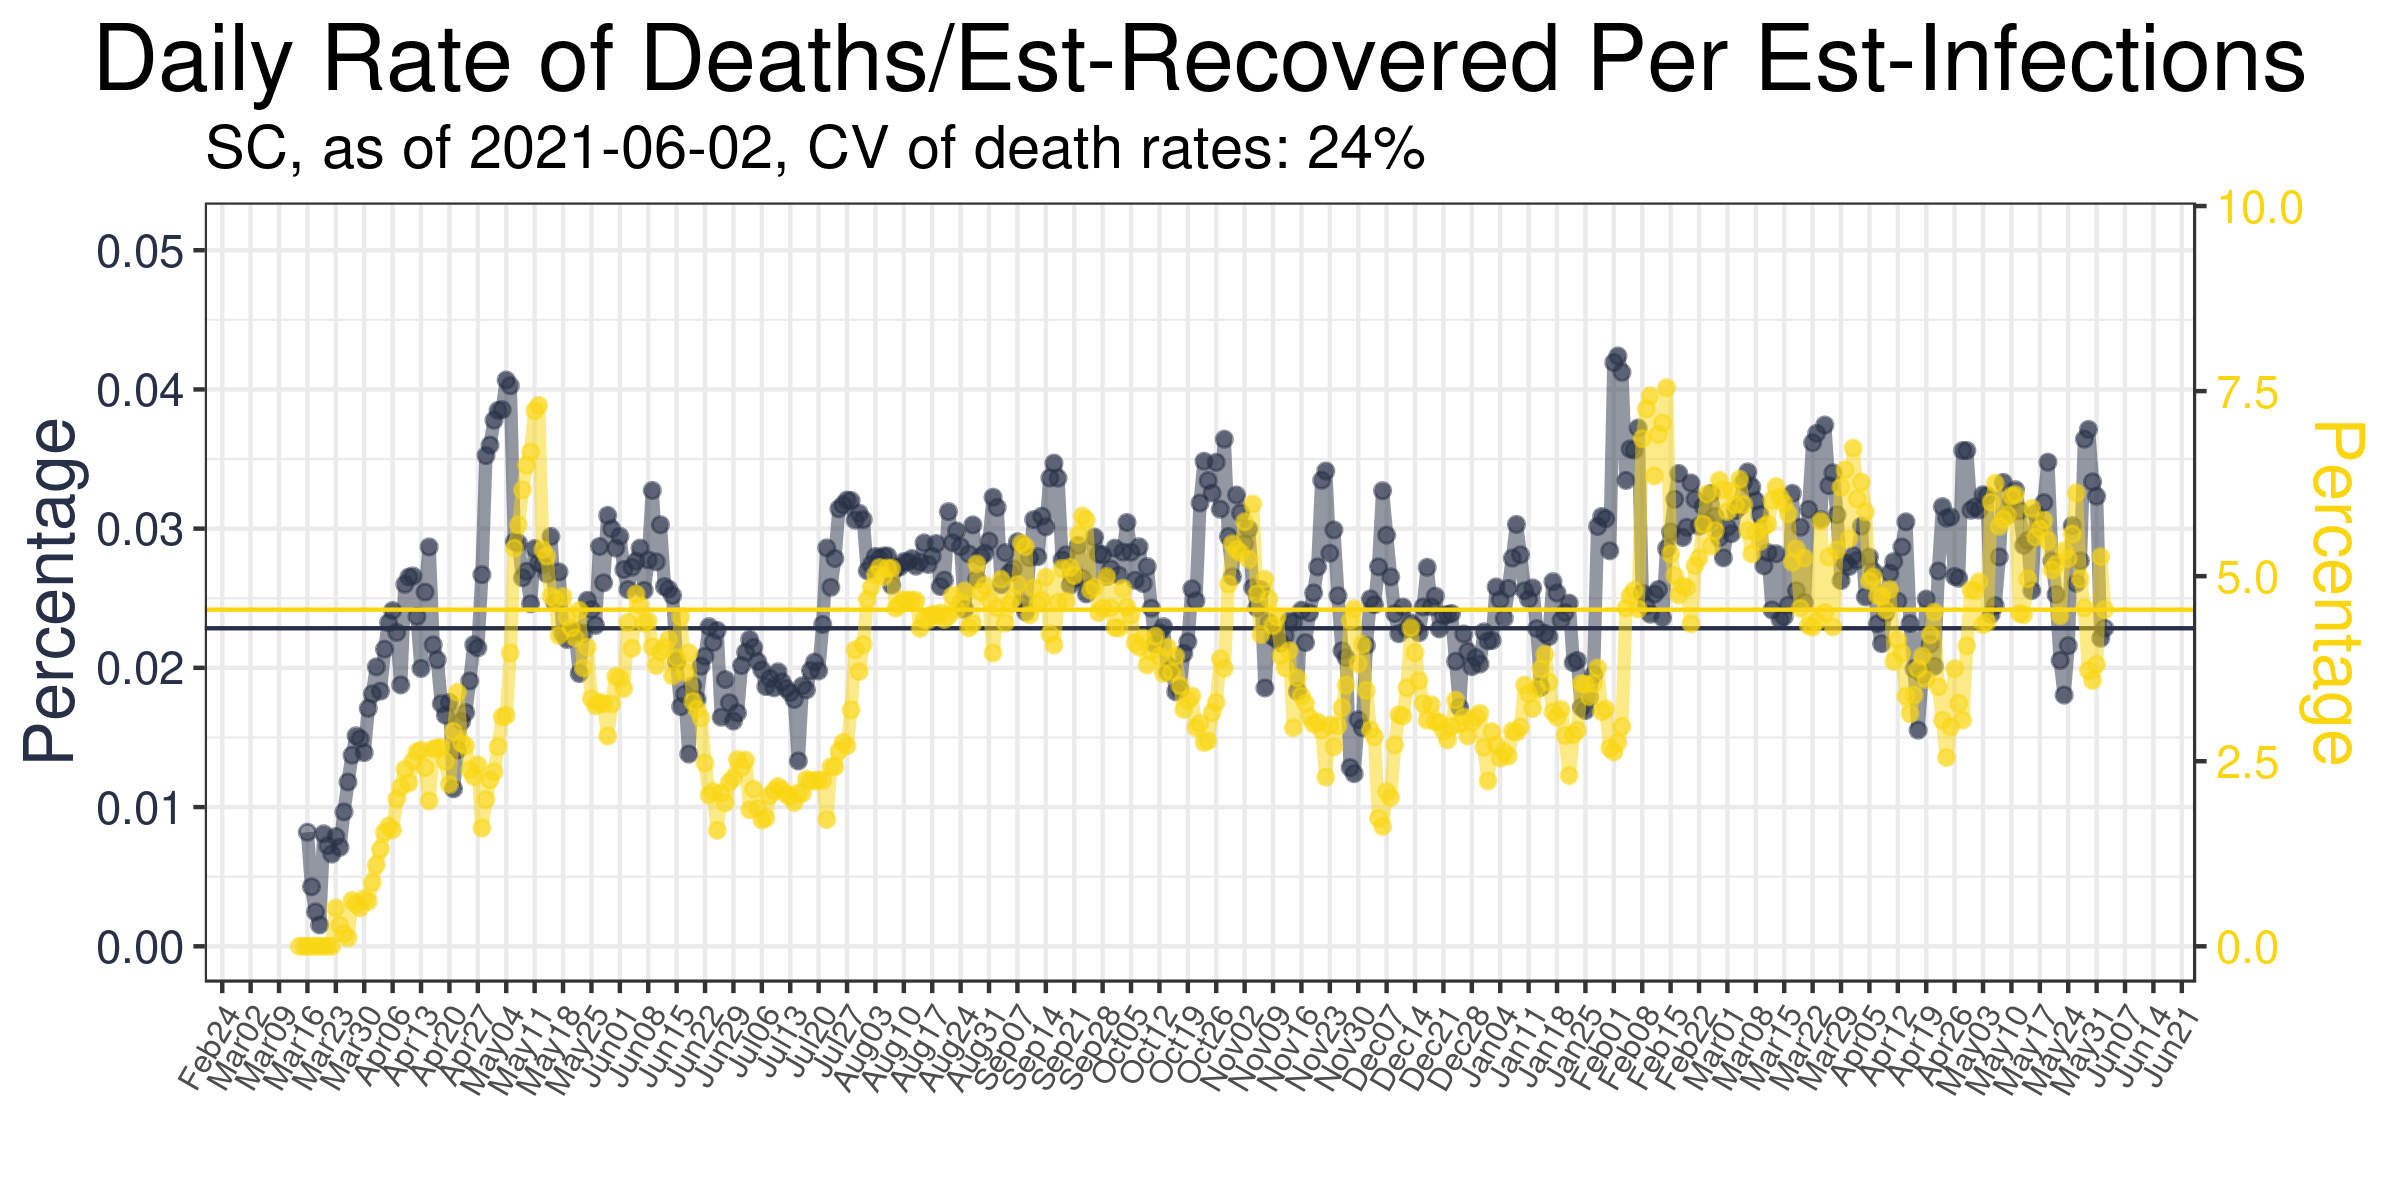 Daily Rate of Deaths/Est-Recovered Per Est-Infections
SC, as of 2021-06-02, CV of death rates: 24%
Percentage
0.05
0.04
0.03
0.02
0.01
0.00
10.0
7.5
5.0
2.5
0.0
Percentage
Feb24
Mar02
Mar09
Mar16
Mar23
Mar30
Apr06
Apr13
Apr20
Apr27
May04
May11
May18
May25
Jun01
Jun08
Jun15
Jun22
Jun29
Jul06
Jul13
Jul20
Jul27
Aug03
Aug10
Aug17
Aug24
Aug31
Sep07
Sep14
Sep21
Sep28
Oct05
Oct12
Oct19
Oct26
Nov02
Nov09
Nov16
Nov23
Nov30
Dec07
Dec14
Dec21
Dec28
Jan04
Jan11
Jan18
Jan25
Feb01
Feb08
Feb15
Feb22
Mar01
Mar08
Mar15
Mar22
Mar29
Apr05
Apr12
Apr19
Apr26
May03
May10
May17
May24
May31
Jun07
Jun14
Jun21